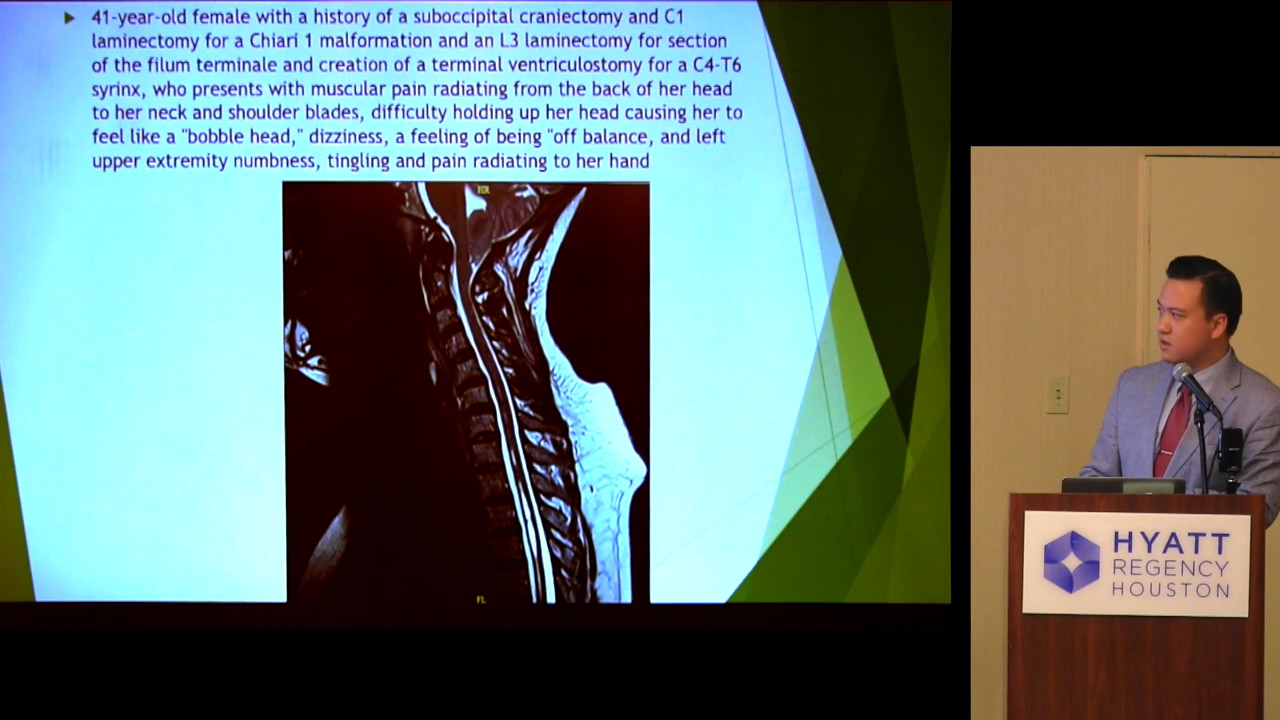 41-year-old female with a history of a suboccipital craniectomy and C1
laminectomy for a Chiari 1 malformation and an L3 laminectomy for section
of the filum terminale and creation of a terminal ventriculostomy for a C4-T6
syrinx, who presents with muscular pain radiating from the back of her head
to her neck and shoulder blades, difficulty holding up her head causing her to
feel like a "bobble head," dizziness, a feeling of being "off balance, and left
upper extremity numbness, tingling and pain radiating to her hand
HYATT
REGENCY
HOUSTON